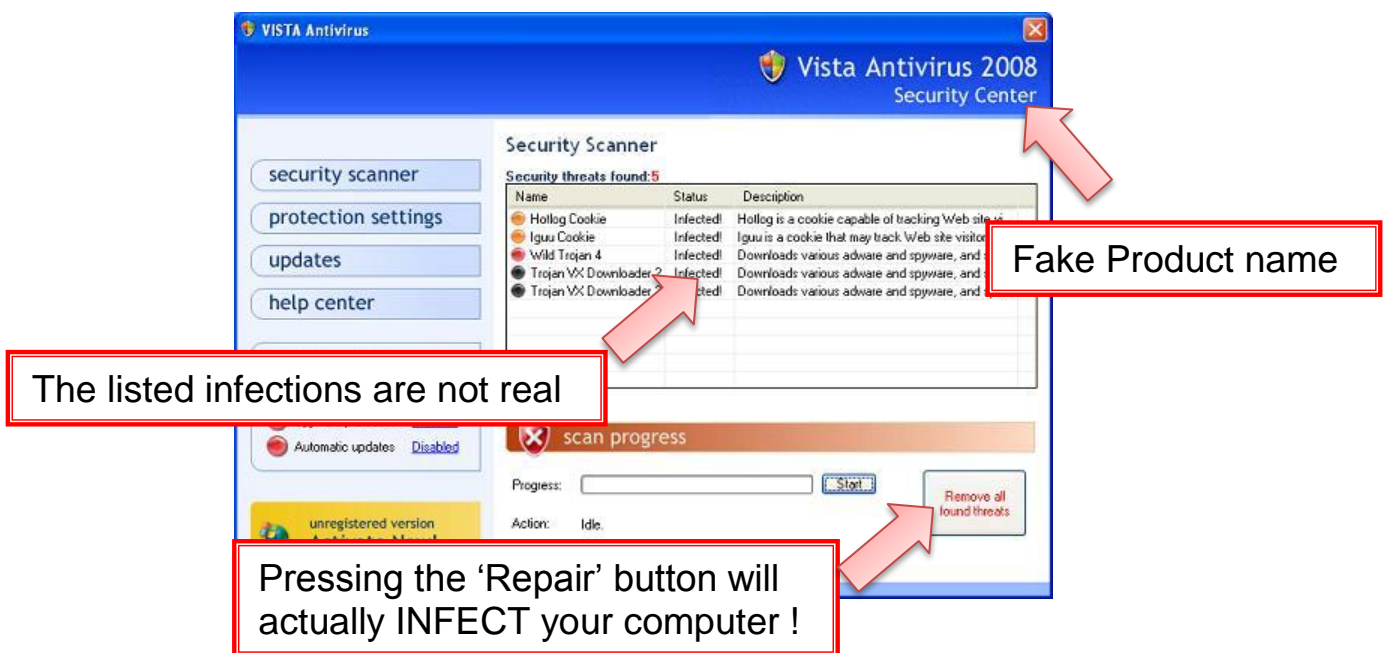 VISTA Antivirus
Vista Antivirus 2008
Security Center
security scanner
protection settings
updates
help center
Security Scanner
Security threats found:5
Name Status Description
Hotlog Cookie Infected! Hotlog is a cookie capable of tracking Web site vi...
Iguu Cookie Infected! Iguu is a cookie that may track Web site visitor
Wild Trojan 4 Infected! Downloads various adware and spyware, and
Trojan VX Downloader 2 Infected! Downloads various adware and spyware, and
Trojan VX Downloader Downloads various adware and spyware, and
Fake Product name
The listed infections are not real
Automatic updates Disabled
scan progress
Progress: Start
Remove all
found threats
Action: Idle.
unregistered version
Pressing the ‘Repair’ button will
actually INFECT your computer !